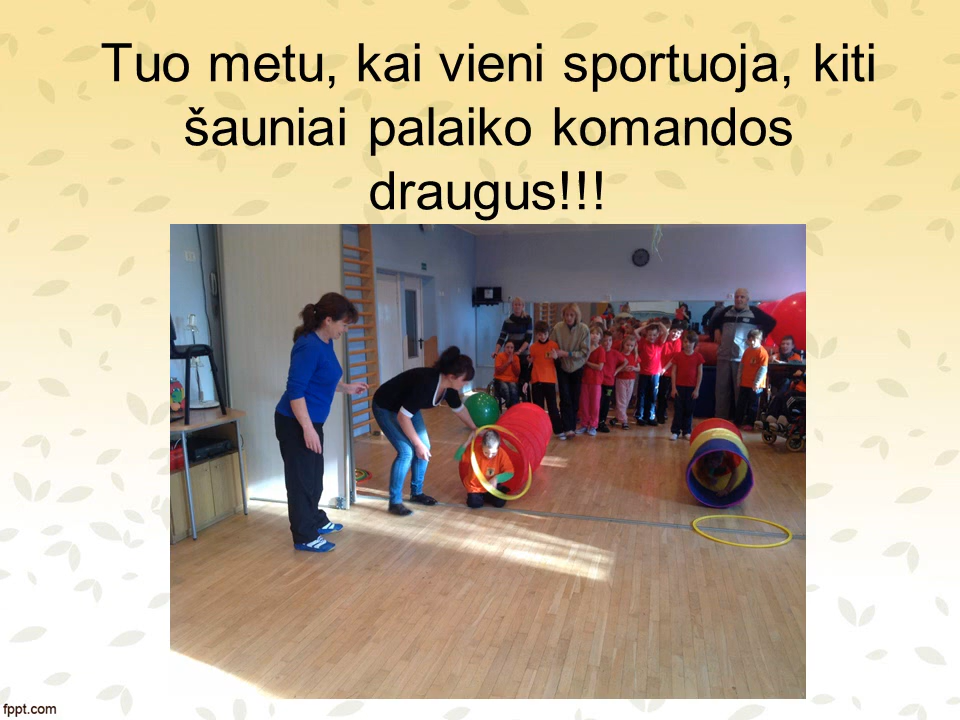 Tuo metu, kai vieni sportuoja, kiti
šauniai palaiko komandos
draugus!!!
fppt.com